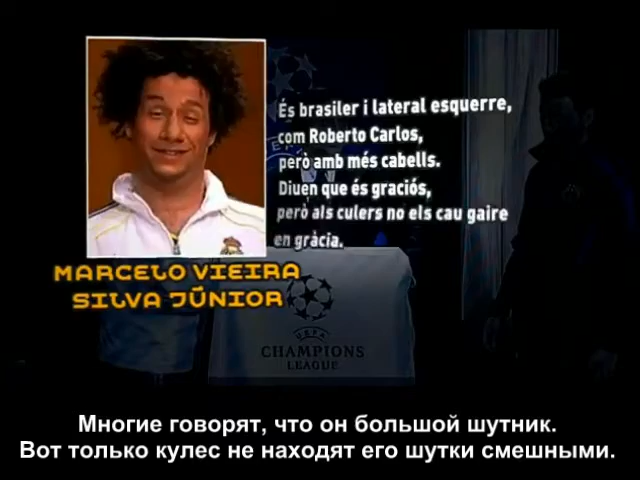 És brasiler i lateral esquerre,
com Roberto Carlos,
però amb més cabells.
Diuen que és graciós,
però als culers no els cau gaire
en gràcia.
MARCELO VIEIRA
SILVA JÚNIOR
UEFA
CHAMPIONS
LEAGUE
Многие говорят, что он большой шутник.
Вот только кулес не находят его шутки смешными.